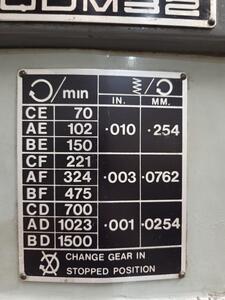 QDM32
/min
IN.
MM.
CE 70
AE 102
BE 150
.010 .254
CF 221
AF 324
BF 475
.003 .0762
CD 700
AD 1023
BD 1500
.001 .0254
CHANGE GEAR IN
STOPPED POSITION